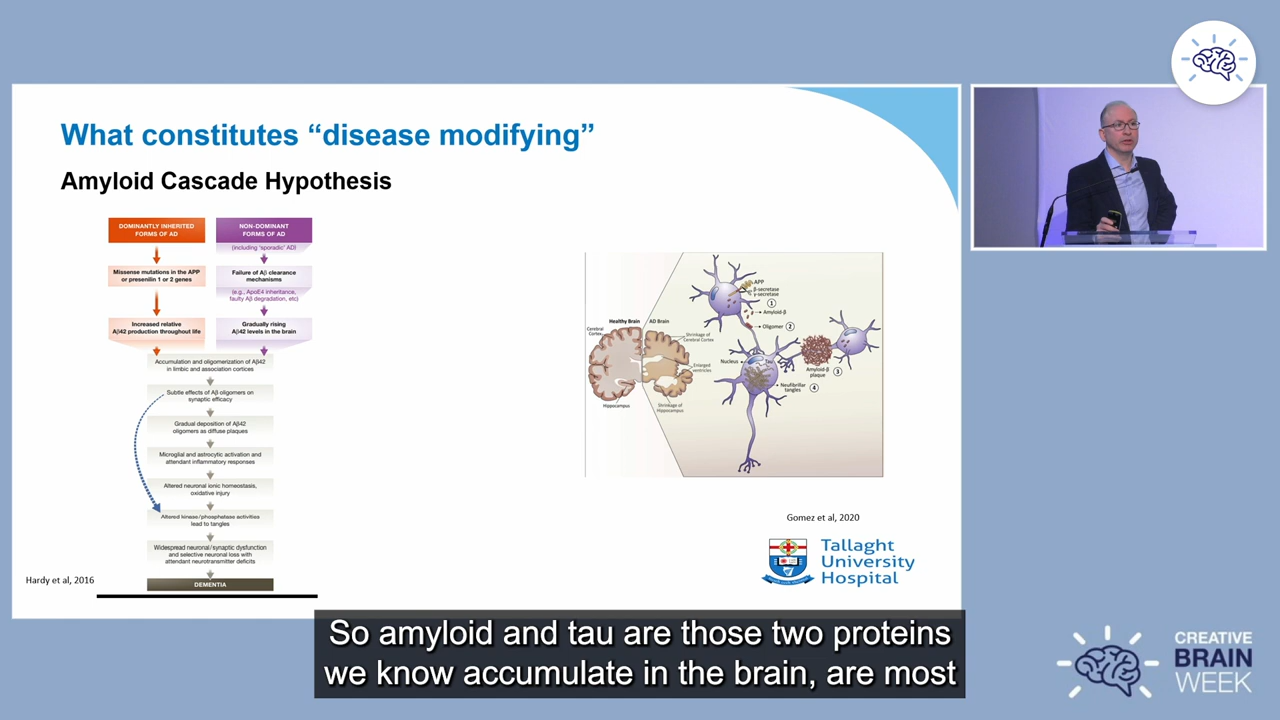 What constitutes “disease modifying”
Amyloid Cascade Hypothesis
DOMINANTLY INHERITED
FORMS OF AD
NON-DOMINANT
FORMS OF AD
(including 'sporadic' AD)
Missense mutations in the APP
or presenilin 1 or 2 genes
Failure of Aβ clearance
mechanisms
(e.g., ApoE4 inheritance,
faulty Aβ degradation, etc)
Increased relative
Aβ42 production throughout life
Gradually rising
Aβ42 levels in the brain
Accumulation and oligomerization of Aβ42
in limbic and association cortices
Subtle effects of Aβ oligomers on
synaptic efficacy
Gradual deposition of Aβ42
oligomers as diffuse plaques
Microglial and astrocytic activation and
attendant inflammatory responses
Altered neuronal ionic homeostasis,
oxidative injury
Altered kinase/phosphatase activities
lead to tangles
Widespread neuronal/synaptic dysfunction
and selective neuronal loss with
attendant neurotransmitter deficits
DEMENTIA
Hardy et al, 2016
Healthy Brain
AD Brain
Cerebral
Cortex
Shrinkage of
Cerebral Cortex
Enlarged
ventricles
Hippocampus
Shrinkage of
Hippocampus
APP
β-secretase
γ-secretase
1
Amyloid-β
Oligomer 2
Nucleus
Amyloid-β
plaque 3
Neufibrillar
tangles 4
Gomez et al, 2020
Tallaght
University
Hospital
So amyloid and tau are those two proteins
we know accumulate in the brain, are most
CREATIVE
BRAIN
WEEK